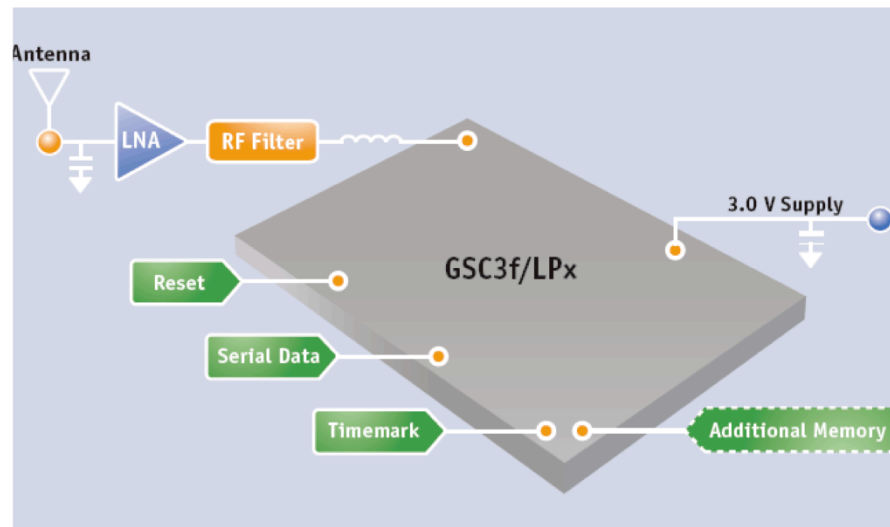 Antenna
LNA
RF Filter
3.0 V Supply
GSC3f/LPx
Reset
Serial Data
Timemark
Additional Memory